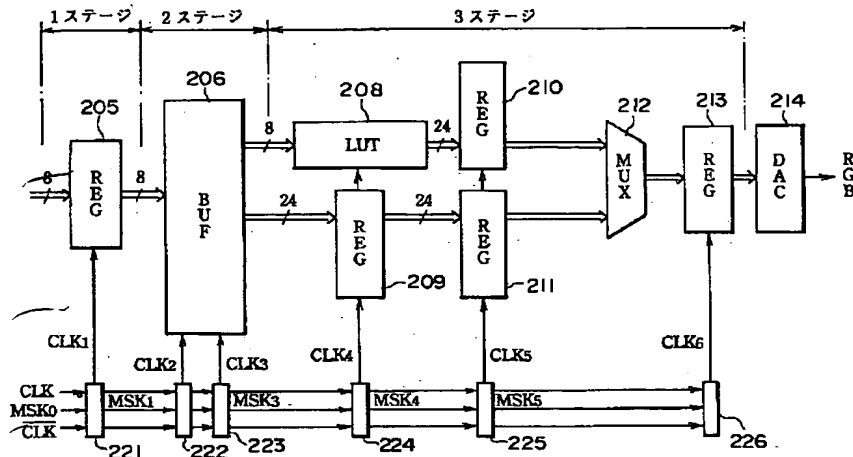 1 ステージ
2 ステージ
3 ステージ
205
206
208
210
212
213
214
8
REG
8
BUF
8
LUT
24
REG
MUX
REG
DAC
RGB
24
REG
24
REG
209
211
CLK1
CLK2
CLK3
CLK4
CLK5
CLK6
CLK
MSK0
CLK
MSK1
MSK3
MSK4
MSK5
221
222
223
224
225
226